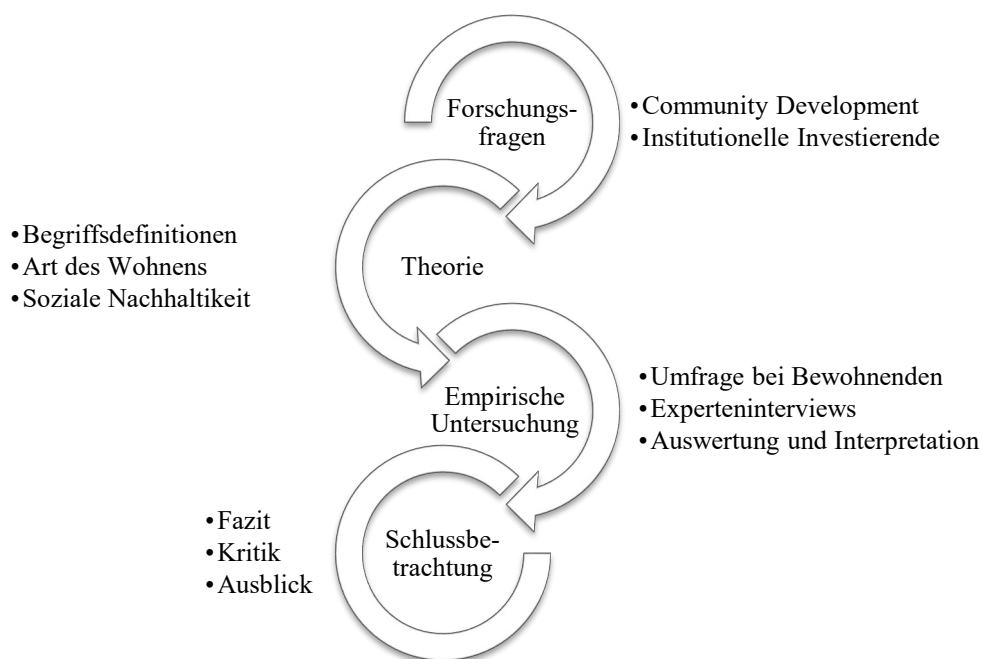 Forschungs-
fragen
•Community Development
•Institutionelle Investierende
•Begriffsdefinitionen
•Art des Wohnens
•Soziale Nachhaltikeit
Theorie
Empirische
Untersuchung
•Umfrage bei Bewohnenden
•Experteninterviews
•Auswertung und Interpretation
•Fazit
•Kritik
•Ausblick
Schlussbe-
trachtung